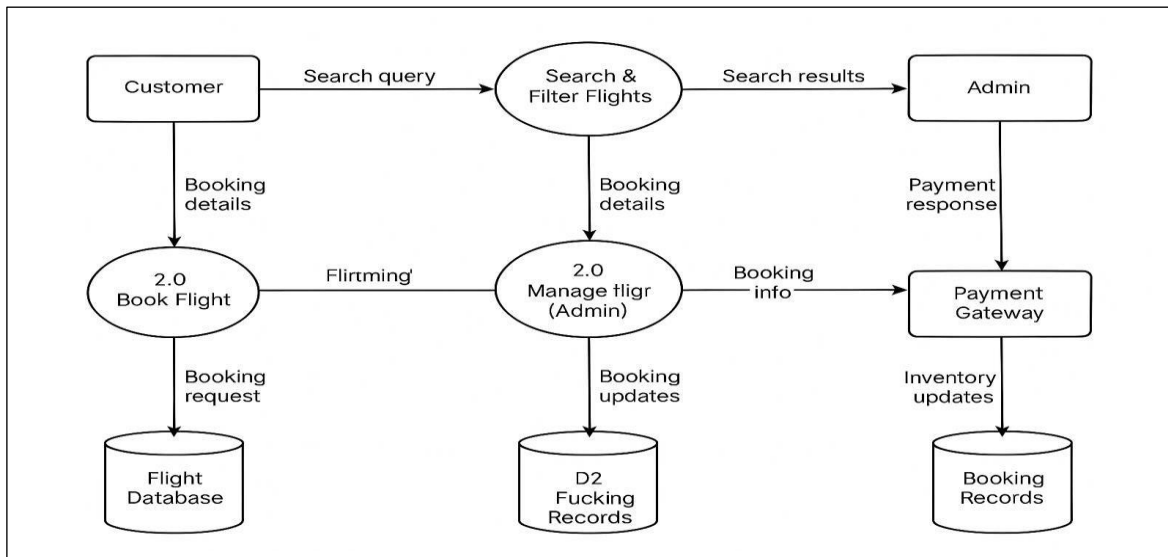 Customer
Search query
Search &
Filter Flights
Search results
Admin
Booking
details
Booking
details
Payment
response
2.0
Book Flight
Flirtming'
2.0
Manage
(Admin)
Booking
info
Payment
Gateway
Booking
request
Booking
updates
Inventory
updates
Flight
Database
D2
Fucking
Records
Booking
Records